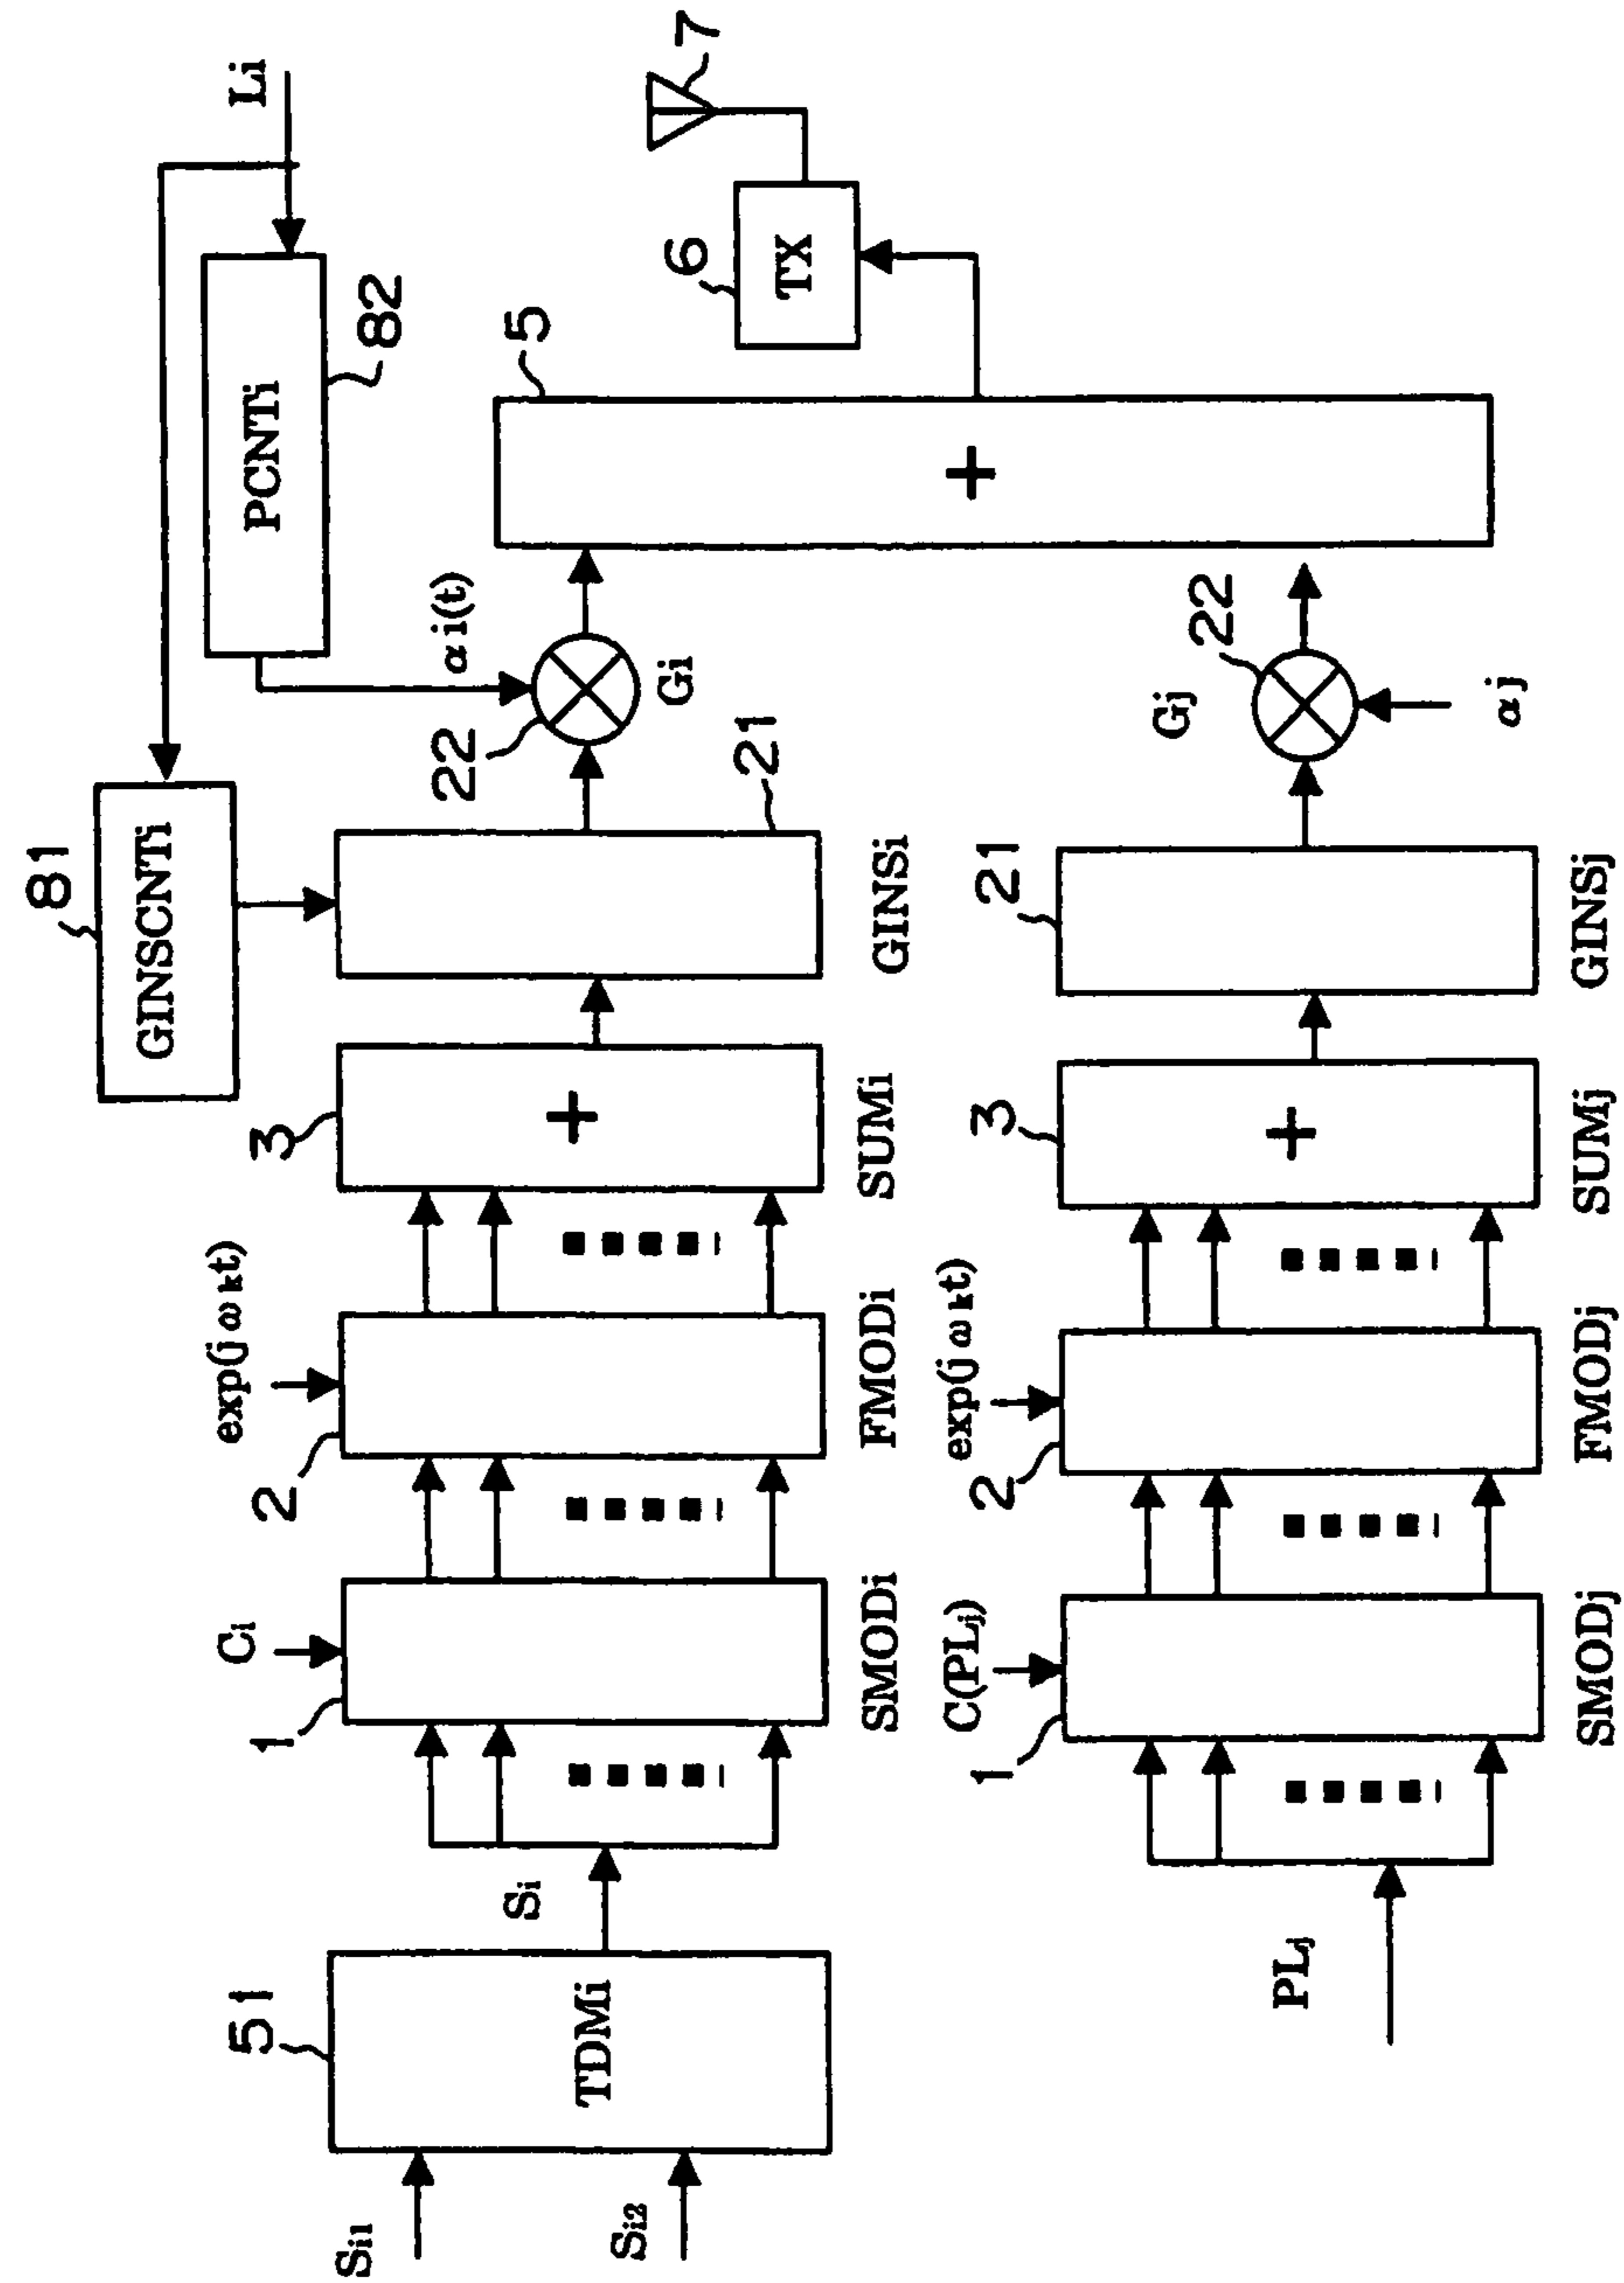 Si1
Si2
51
TDMi
Si
1
Ci
SMODi
2
exp(jωkt)
FMODi
3
SUMi
+
81
GINSCNTi
21
GINSi
22
αi(t)
Gi
PCNTi
82
Li
5
+
6
TX
7
PLj
1
C(PLj)
SMODj
2
exp(jωkt)
FMODj
3
SUMj
+
21
GINSj
22
Gj
αj